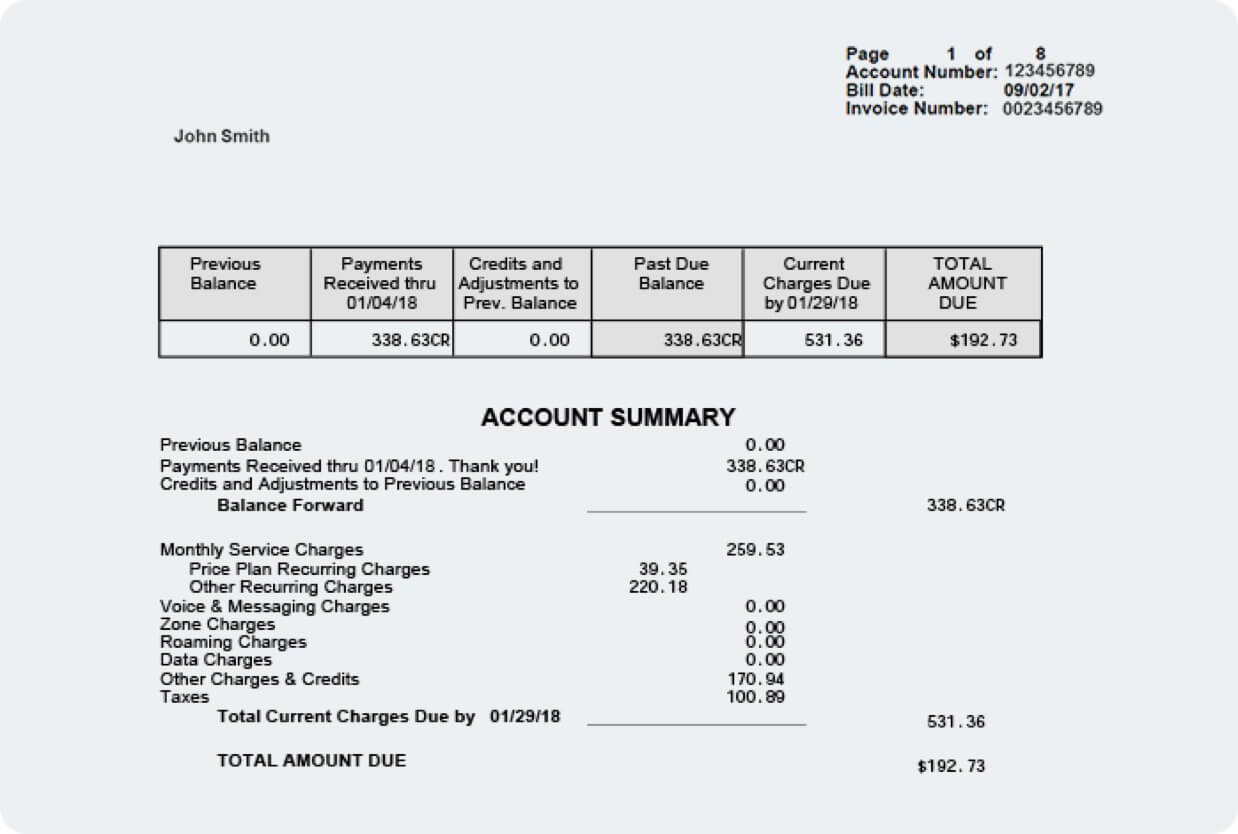 Page 1 of 8
Account Number: 123456789
Bill Date: 09/02/17
Invoice Number: 0023456789
John Smith
Previous Balance
Payments Received thru 01/04/18
Credits and Adjustments to Prev. Balance
Past Due Balance
Current Charges Due by 01/29/18
TOTAL AMOUNT DUE
0.00 338.63CR 0.00 338.63CR 531.36 $192.73
ACCOUNT SUMMARY
Previous Balance 0.00
Payments Received thru 01/04/18 . Thank you! 338.63CR
Credits and Adjustments to Previous Balance 0.00
Balance Forward 338.63CR
Monthly Service Charges 259.53
Price Plan Recurring Charges 39.35
Other Recurring Charges 220.18
Voice & Messaging Charges 0.00
Zone Charges 0.00
Roaming Charges 0.00
Data Charges 0.00
Other Charges & Credits 170.94
Taxes 100.89
Total Current Charges Due by 01/29/18 531.36
TOTAL AMOUNT DUE $192.73